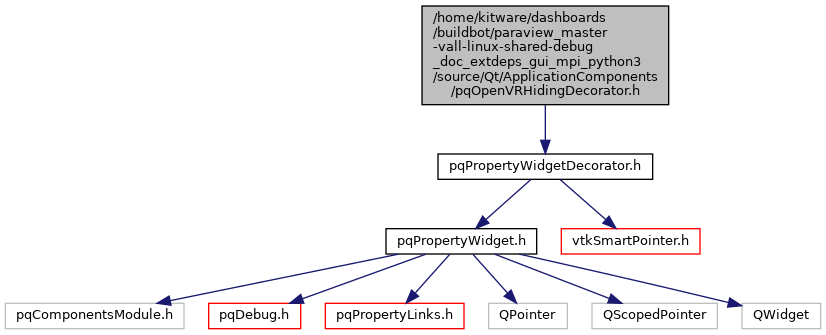 /home/kitware/dashboards
/buildbot/paraview_master
-vall-linux-shared-debug
_doc_extdeps_gui_mpi_python3
/source/Qt/ApplicationComponents
/pqOpenVRHidingDecorator.h
pqPropertyWidgetDecorator.h
pqPropertyWidget.h
vtkSmartPointer.h
pqComponentsModule.h
pqDebug.h
pqPropertyLinks.h
QPointer
QScopedPointer
QWidget